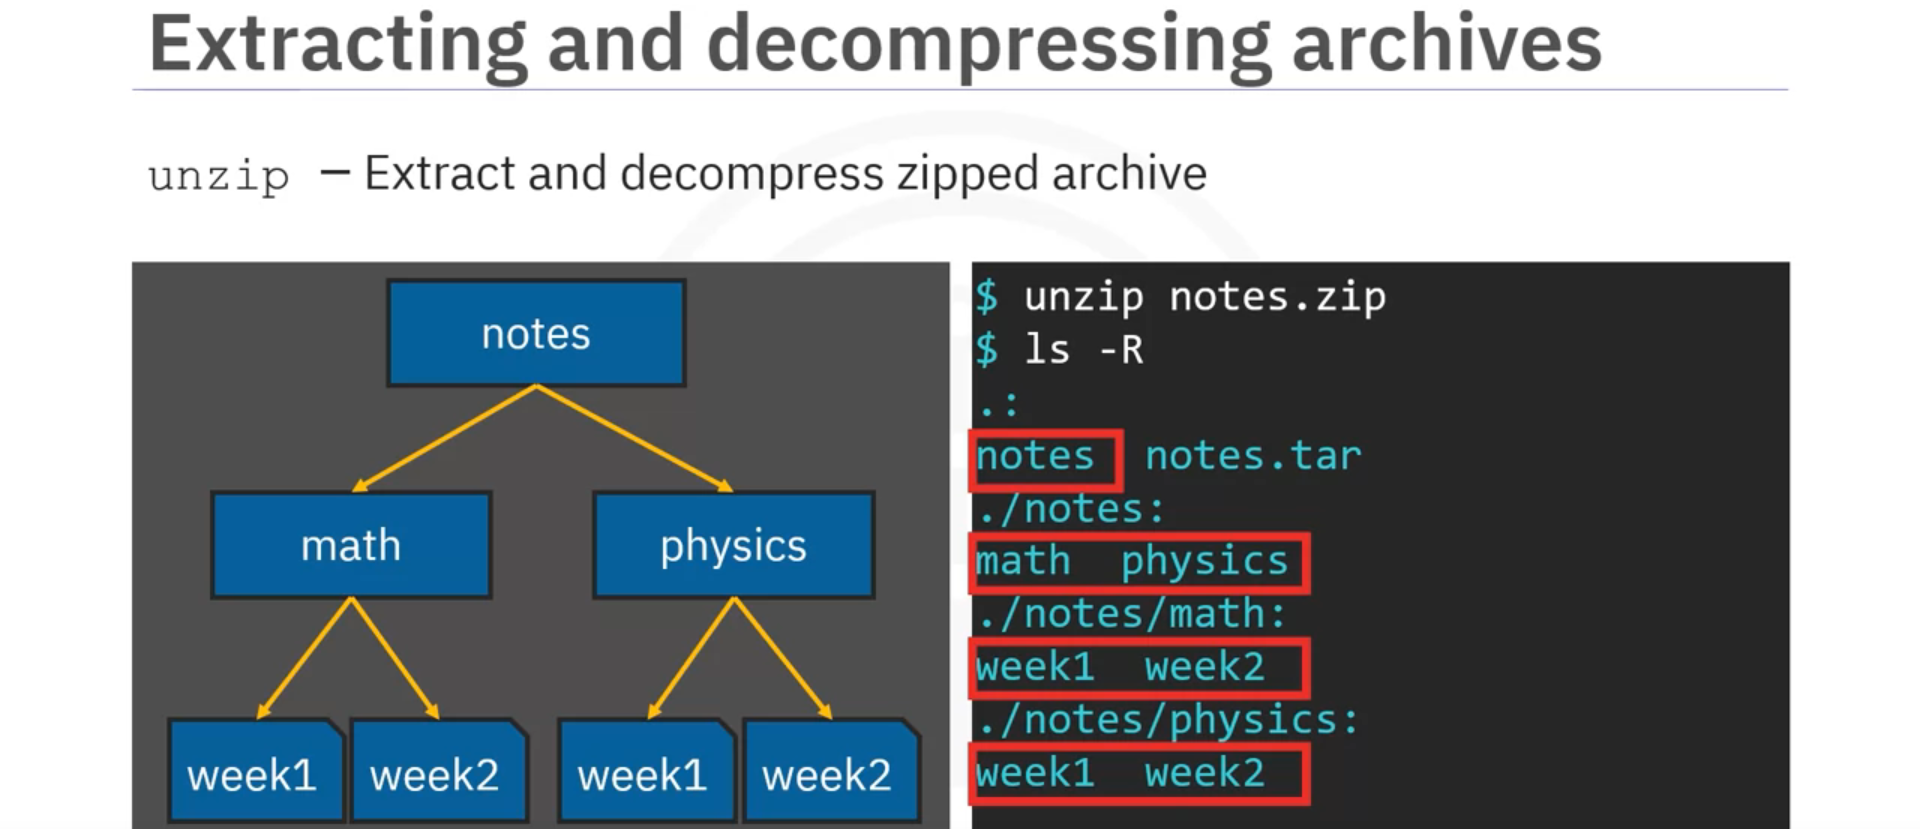 Extracting and decompressing archives
unzip – Extract and decompress zipped archive
notes
math physics
week1 week2 week1 week2
$ unzip notes.zip
$ ls -R
.:
notes notes.tar
./notes:
math physics
./notes/math:
week1 week2
./notes/physics:
week1 week2